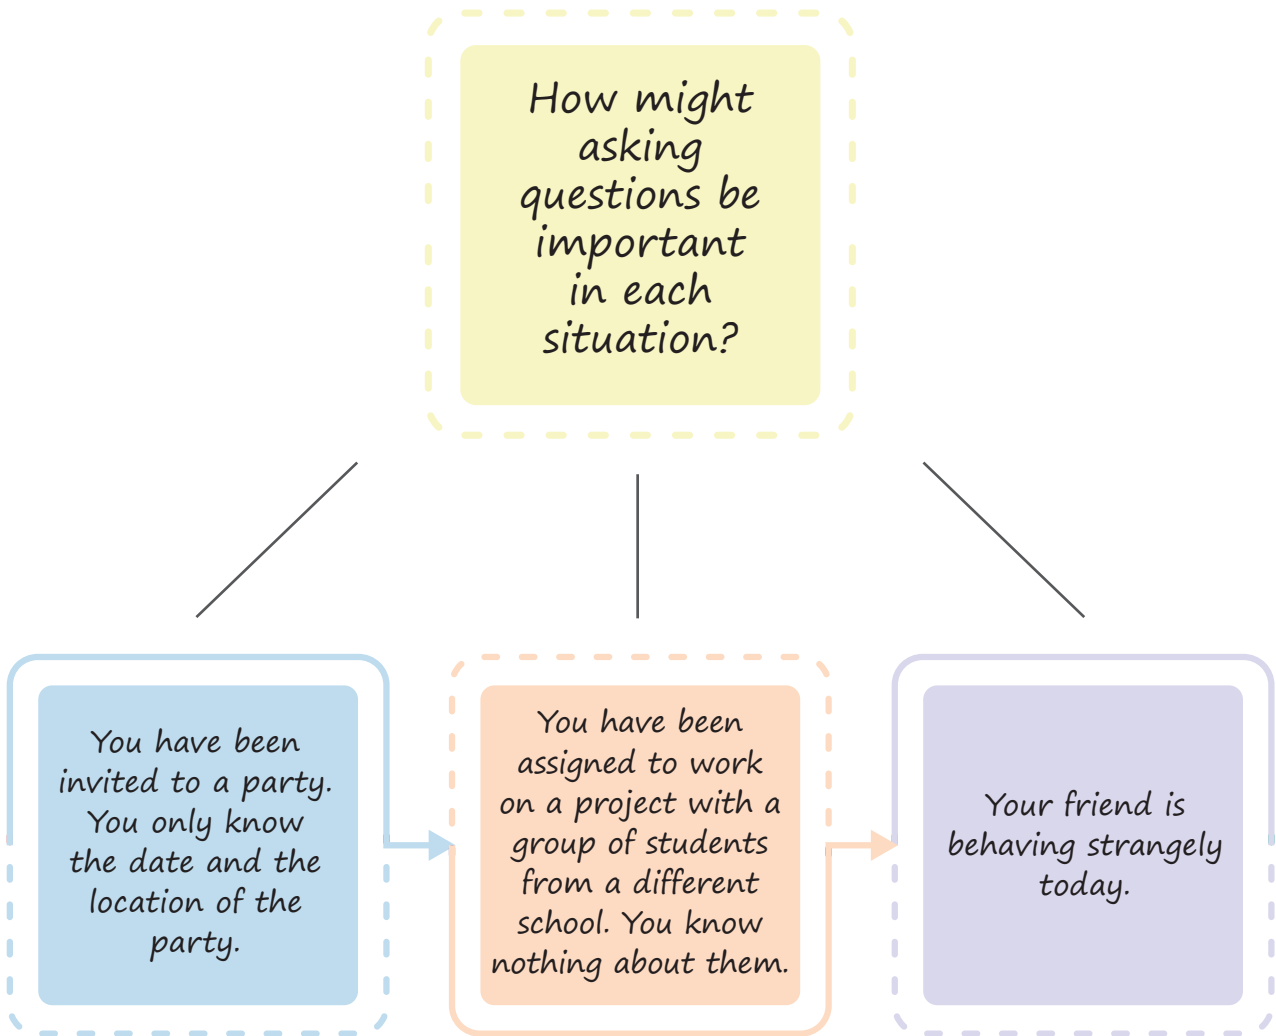 How might
asking
questions be
important
in each
situation?
You have been
invited to a party.
You only know
the date and the
location of the
party.
You have been
assigned to work
on a project with a
group of students
from a different
school. You know
nothing about them.
Your friend is
behaving strangely
today.